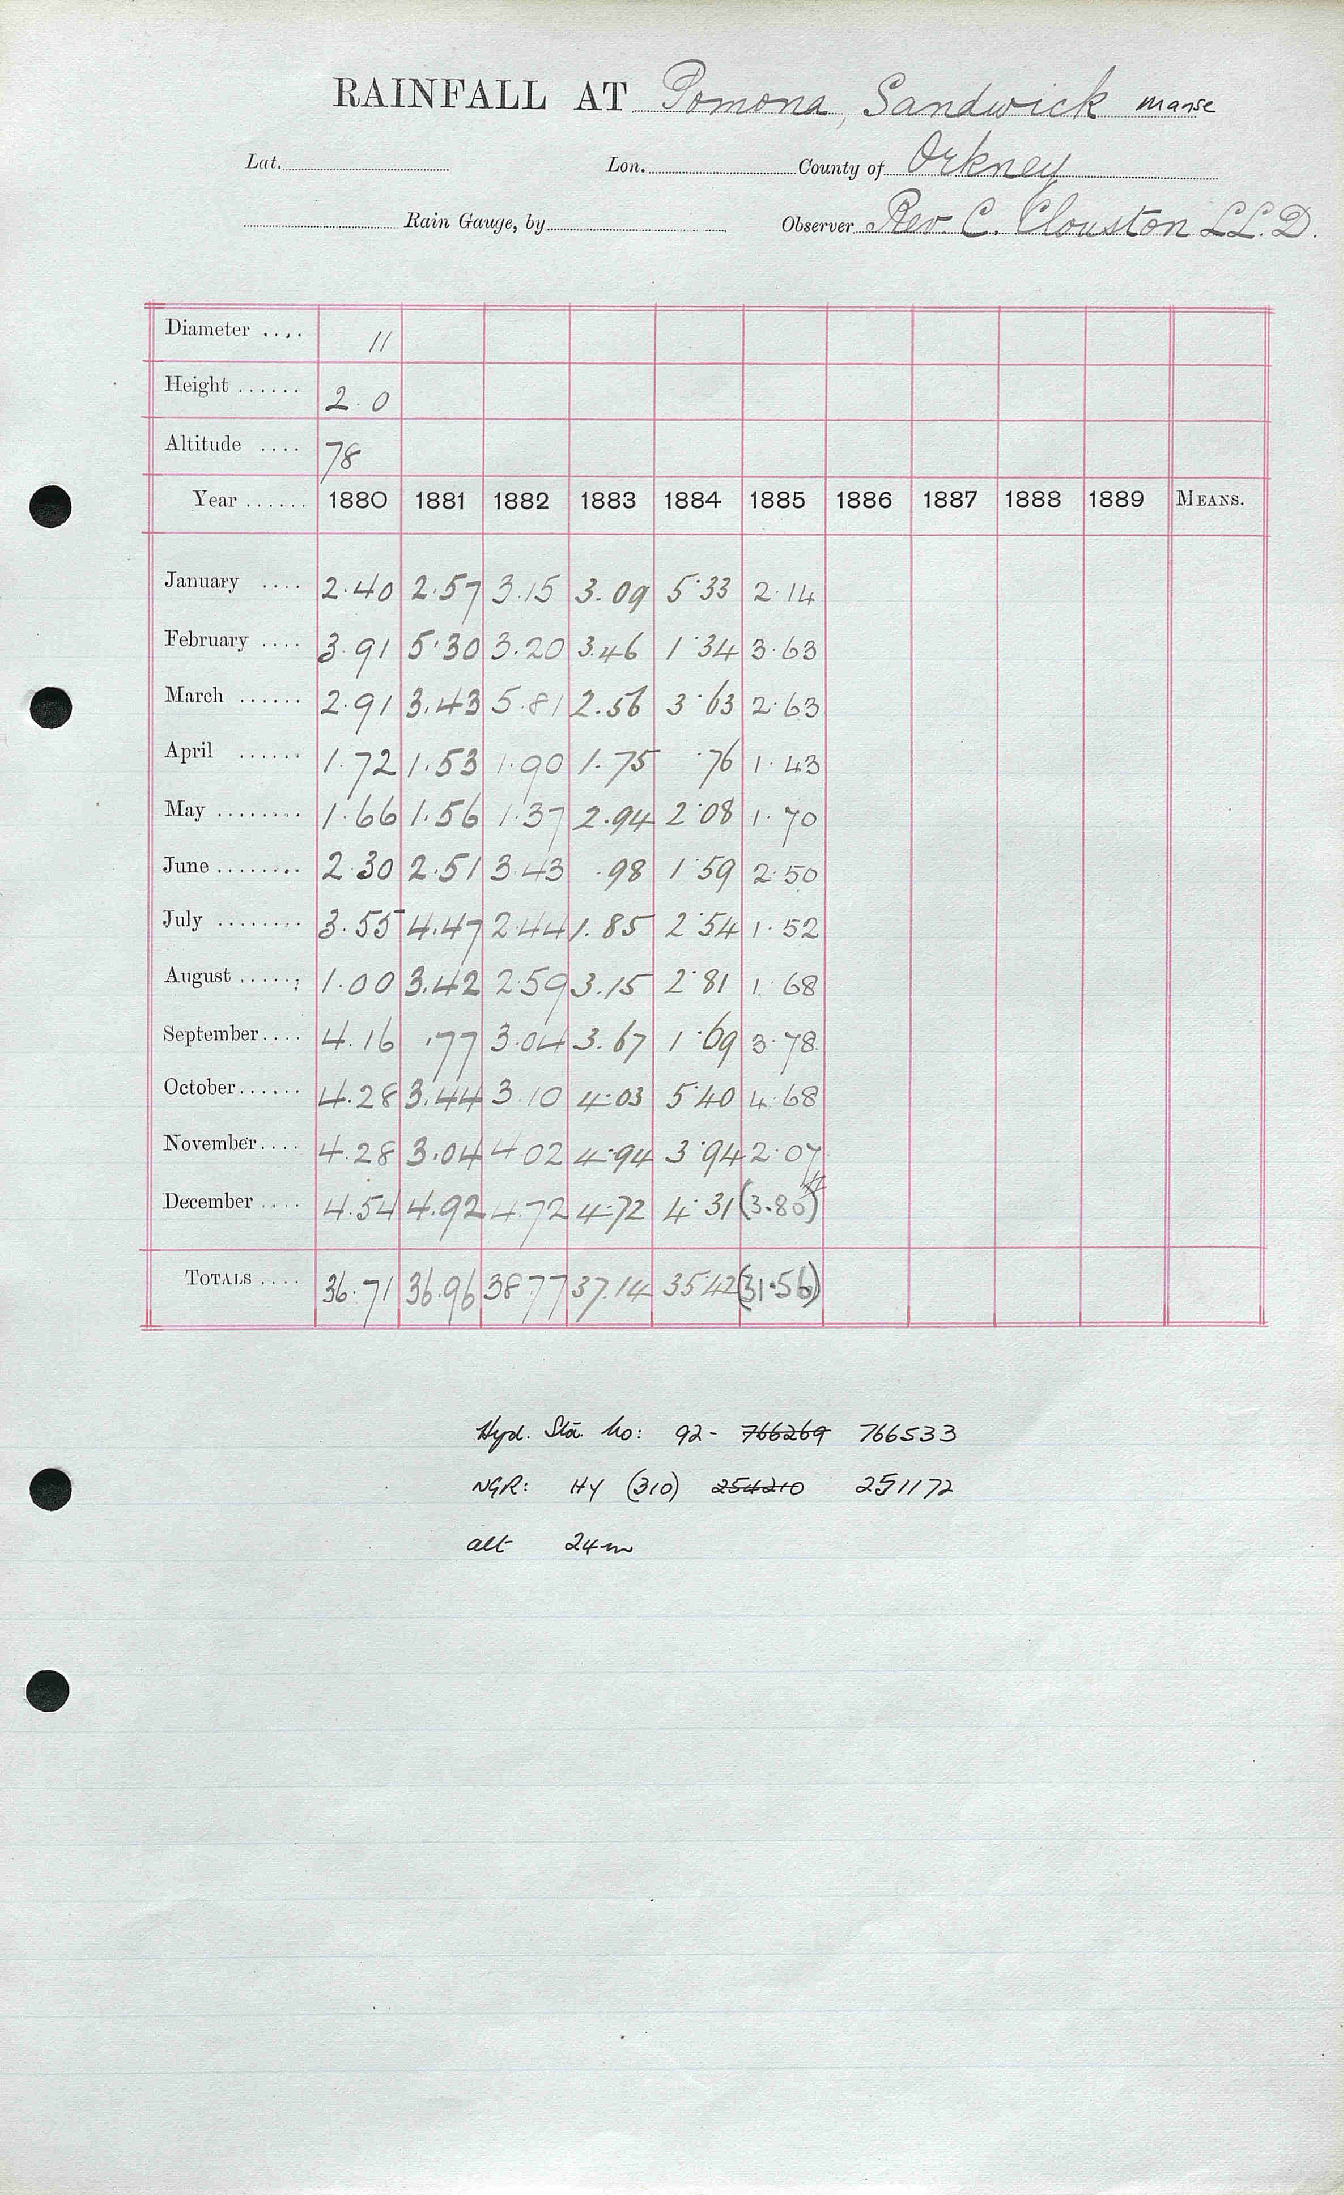 RAINFALL AT Pomona, Sandwick manse
Lat. Lon. County of Orkney
Rain Gauge, by Observer Rev. C. Clouston LL.D.
Diameter .... 11
Height ...... 2.0
Altitude .... 78
Year ...... 1880 1881 1882 1883 1884 1885 1886 1887 1888 1889 MEANS.
January .... 2.40 2.57 3.15 3.09 5.33 2.14
February .... 3.91 5.30 3.20 3.46 1.34 3.63
March ...... 2.91 3.43 5.81 2.56 3.63 2.63
April ...... 1.72 1.53 1.90 1.75 .76 1.43
May ........ 1.66 1.56 1.37 2.94 2.08 1.70
June ........ 2.30 2.51 3.43 .98 1.59 2.50
July ........ 3.55 4.47 2.44 1.85 2.54 1.52
August ..... 1.00 3.42 2.59 3.15 2.81 1.68
September .... 4.16 .77 3.04 3.67 1.69 3.78
October ...... 4.28 3.44 3.10 4.03 5.40 4.68
November .... 4.28 3.04 4.02 4.94 3.94 2.07
December .... 4.54 4.92 4.72 4.72 4.31 (3.80)
TOTALS .... 36.71 36.96 38.77 37.14 35.42 (31.56)
Hyd. Sta. No: 92- 766269 766533
NGR: HY (310) 254210 251172
alt 24m